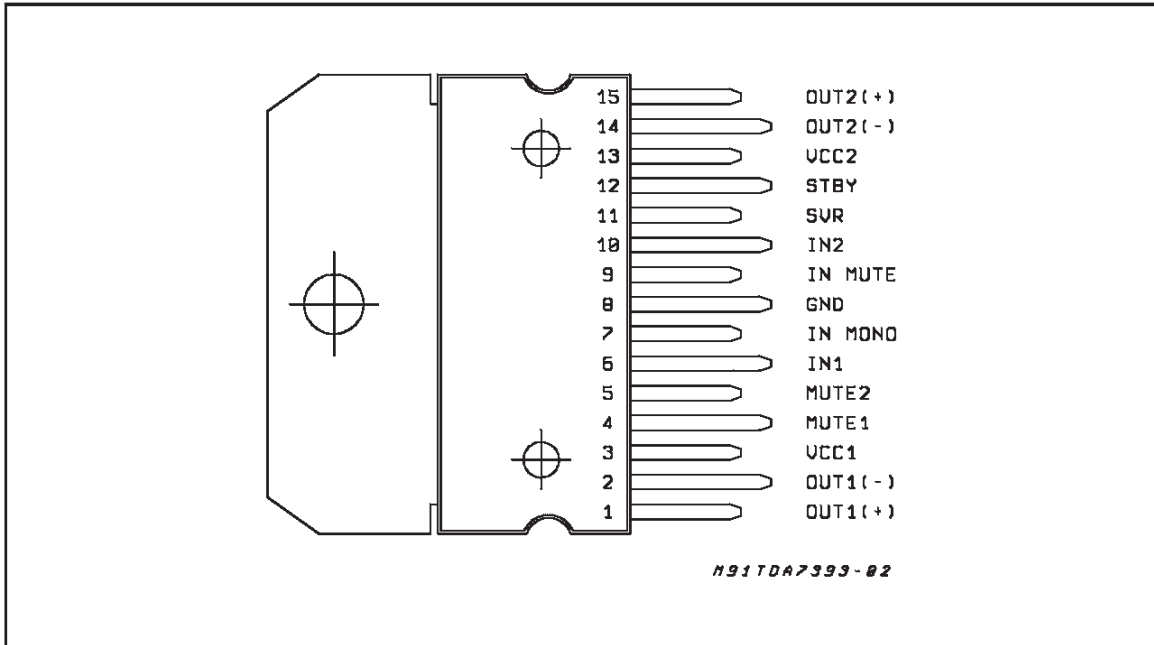 15 OUT2(+)
14 OUT2(-)
13 VCC2
12 STBY
11 SVR
10 IN2
9 IN MUTE
8 GND
7 IN MONO
6 IN1
5 MUTE2
4 MUTE1
3 VCC1
2 OUT1(-)
1 OUT1(+)
M91TDA7393-02